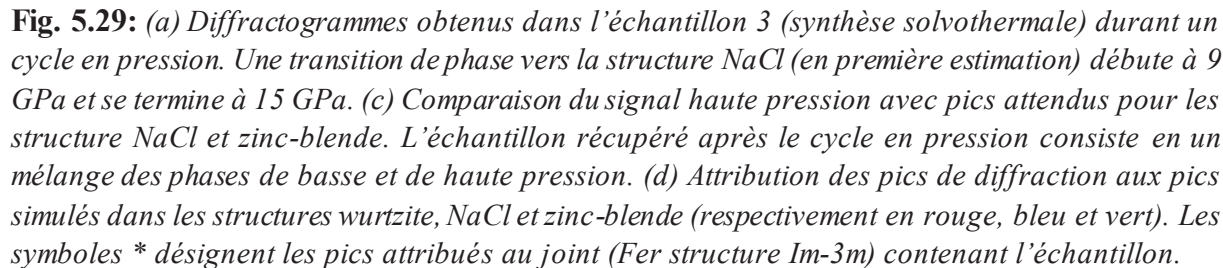 Fig. 5.29: (a) Diffractogrammes obtenus dans l’échantillon 3 (synthèse solvothermale) durant un
cycle en pression. Une transition de phase vers la structure NaCl (en première estimation) débute à 9
GPa et se termine à 15 GPa. (c) Comparaison du signal haute pression avec pics attendus pour les
structure NaCl et zinc-blende. L’échantillon récupéré après le cycle en pression consiste en un
mélange des phases de basse et de haute pression. (d) Attribution des pics de diffraction aux pics
simulés dans les structures wurtzite, NaCl et zinc-blende (respectivement en rouge, bleu et vert). Les
symboles * désignent les pics attribués au joint (Fer structure Im-3m) contenant l’échantillon.